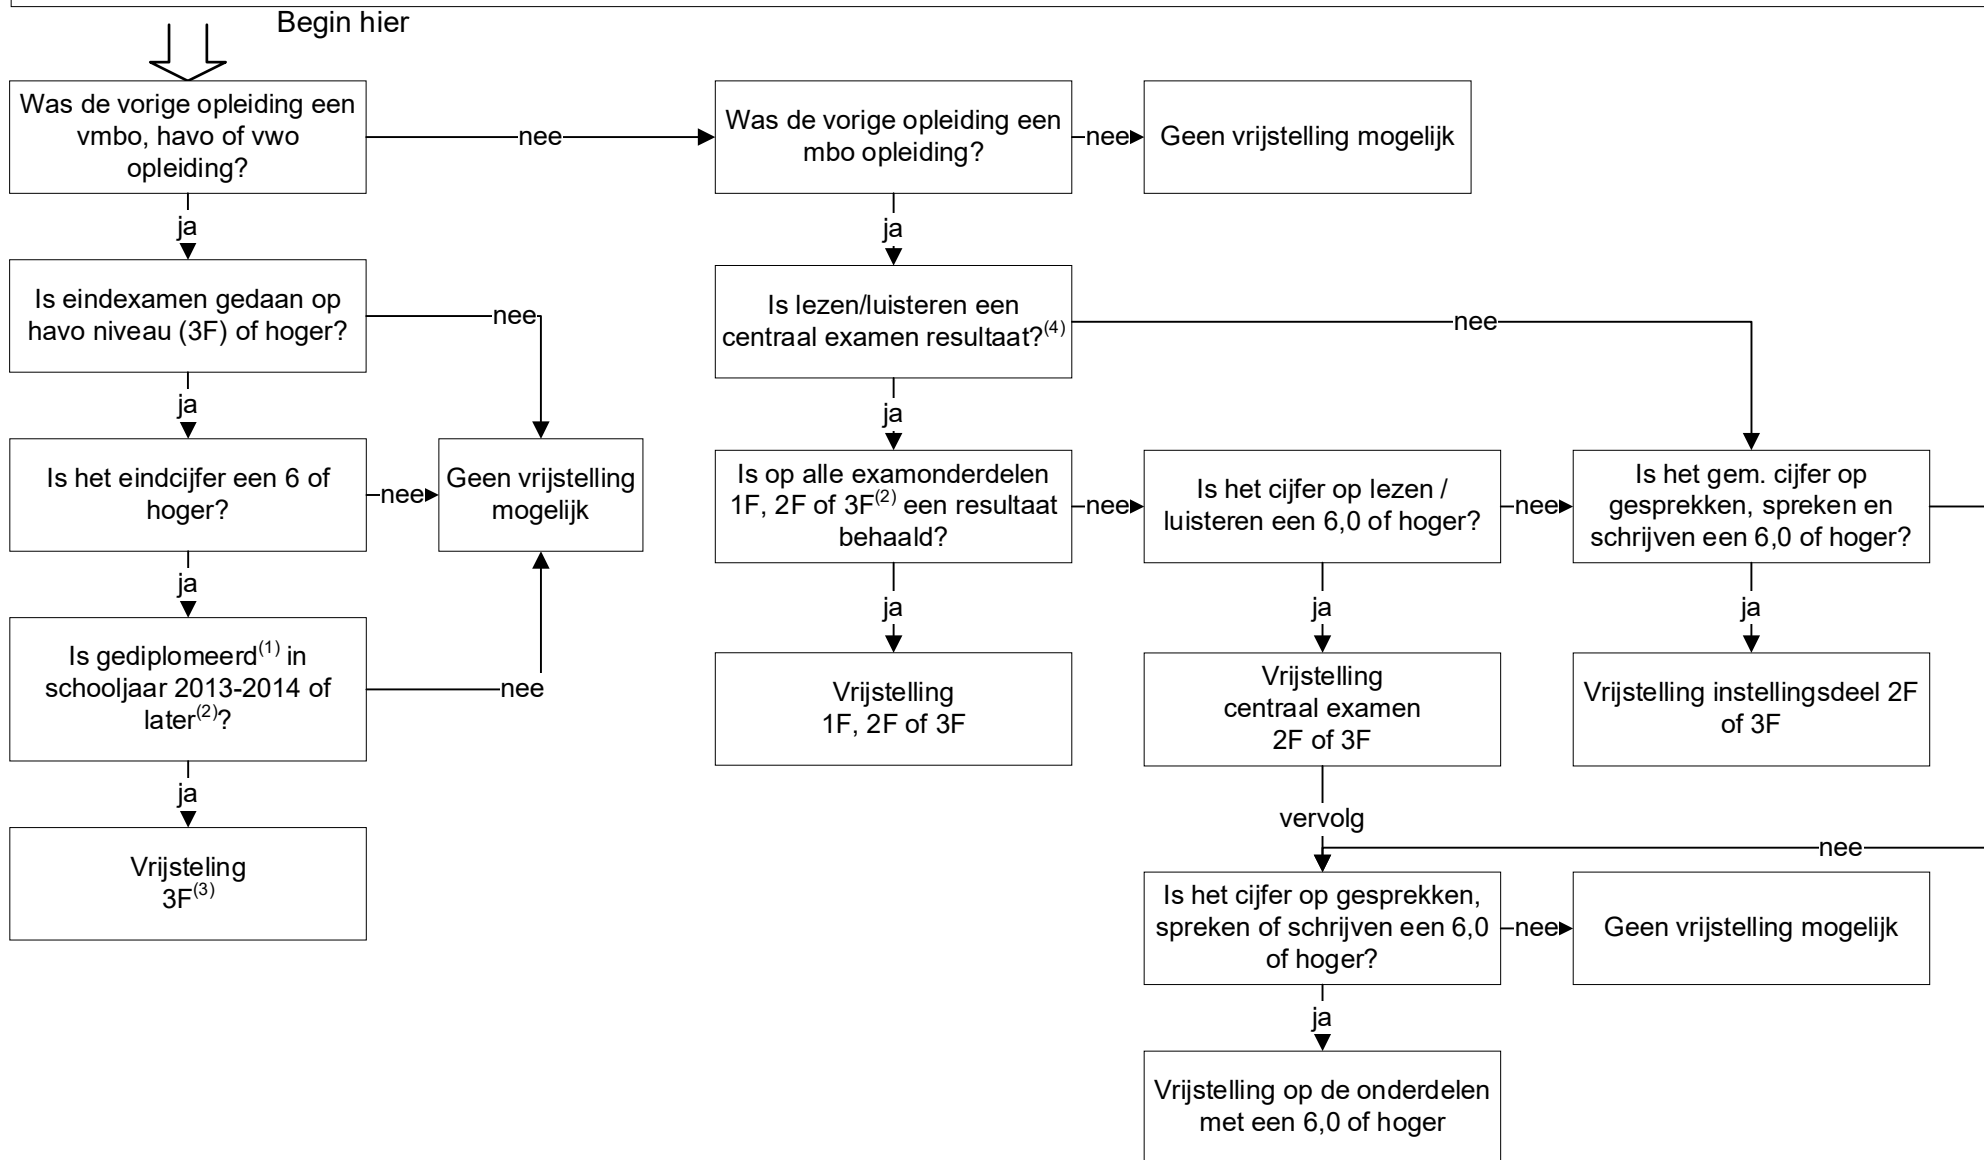 Begin hier
Was de vorige opleiding een
vmbo, havo of vwo
opleiding?
nee
Was de vorige opleiding een
mbo opleiding?
nee
Geen vrijstelling mogelijk
ja
ja
Is eindexamen gedaan op
havo niveau (3F) of hoger?
nee
Is lezen/luisteren een
centraal examen resultaat?(4)
nee
ja
ja
Is het eindcijfer een 6 of
hoger?
nee
Geen vrijstelling
mogelijk
Is op alle examonderdelen
1F, 2F of 3F(2) een resultaat
behaald?
nee
Is het cijfer op lezen /
luisteren een 6,0 of hoger?
nee
Is het gem. cijfer op
gesprekken, spreken en
schrijven een 6,0 of hoger?
ja
ja
ja
ja
Is gediplomeerd(1) in
schooljaar 2013-2014 of
later(2)?
nee
Vrijstelling
1F, 2F of 3F
Vrijstelling
centraal examen
2F of 3F
Vrijstelling instellingsdeel 2F
of 3F
ja
vervolg
nee
Vrijsteling
3F(3)
Is het cijfer op gesprekken,
spreken of schrijven een 6,0
of hoger?
nee
Geen vrijstelling mogelijk
ja
Vrijstelling op de onderdelen
met een 6,0 of hoger